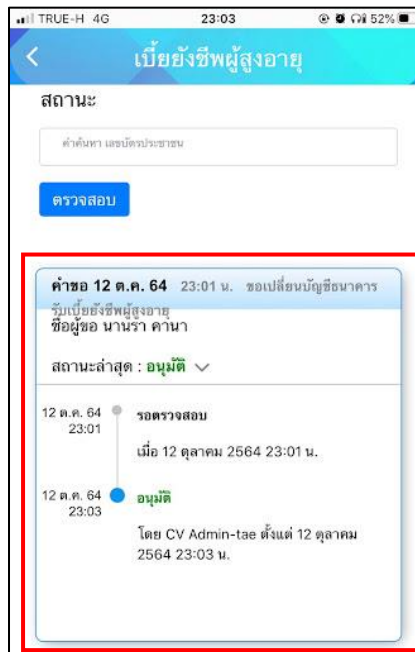 TRUE-H 4G 23:03 52%
เบี้ยยังชีพผู้สูงอายุ
สถานะ
คำค้นหา เลขบัตรประชาชน
ตรวจสอบ
คำขอ 12 ต.ค. 64 23:01 น. ขอเปลี่ยนบัญชีธนาคาร
รับเบี้ยยังชีพผู้สูงอายุ
ชื่อผู้ขอ นานรา คานา
สถานะล่าสุด : อนุมัติ
12 ต.ค. 64 รอตรวจสอบ
23:01
เมื่อ 12 ตุลาคม 2564 23:01 น.
12 ต.ค. 64 อนุมัติ
23:03
โดย CV Admin-tae ตั้งแต่ 12 ตุลาคม
2564 23:03 น.